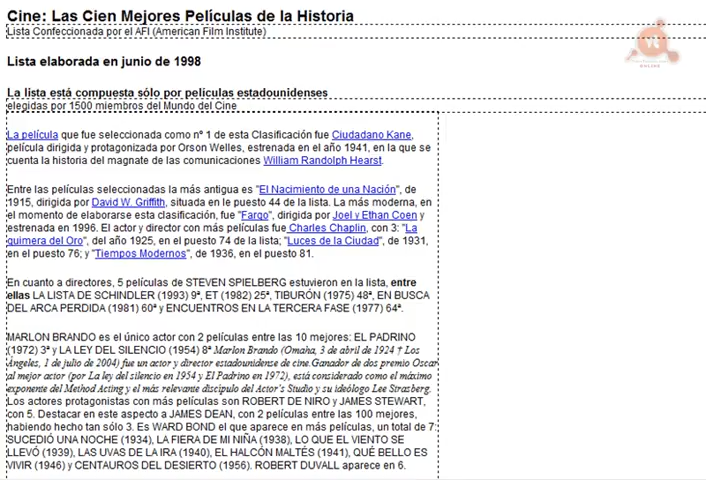 Cine: Las Cien Mejores Películas de la Historia
Lista Confeccionada por el AFI (American Film Institute)
Lista elaborada en junio de 1998
La lista está compuesta sólo por películas estadounidenses
elegidas por 1500 miembros del Mundo del Cine
La película que fue seleccionada como nº 1 de esta Clasificación fue Ciudadano Kane,
película dirigida y protagonizada por Orson Welles, estrenada en el año 1941, en la que se
cuenta la historia del magnate de las comunicaciones William Randolph Hearst.
Entre las películas seleccionadas la más antigua es "El Nacimiento de una Nación", de
1915, dirigida por David W. Griffith, situada en le puesto 44 de la lista. La más moderna, en
el momento de elaborarse esta clasificación, fue "Fargo", dirigida por Joel y Ethan Coen y
estrenada en 1996. El actor y director con más películas fue Charles Chaplin, con 3: "La
quimera del Oro", del año 1925, en el puesto 74 de la lista; "Luces de la Ciudad", de 1931,
en el puesto 76; y "Tiempos Modernos", de 1936, en el puesto 81.
En cuanto a directores, 5 películas de STEVEN SPIELBERG estuvieron en la lista, entre
ellas LA LISTA DE SCHINDLER (1993) 9ª, ET (1982) 25ª, TIBURÓN (1975) 48ª, EN BUSCA
DEL ARCA PERDIDA (1981) 60ª y ENCUENTROS EN LA TERCERA FASE (1977) 64ª.
MARLON BRANDO es el único actor con 2 películas entre las 10 mejores: EL PADRINO
(1972) 3ª y LA LEY DEL SILENCIO (1954) 8ª Marlon Brando (Omaha, 3 de abril de 1924 † Los
Ángeles, 1 de julio de 2004) fue un actor y director estadounidense de cine.Ganador de dos premio Oscar
al mejor actor (por La ley del silencio en 1954 y El Padrino en 1972), está considerado como el máximo
exponente del Method Acting y el más relevante discípulo del Actor's Studio y su ideólogo Lee Strasberg.
Los actores protagonistas con más películas son ROBERT DE NIRO y JAMES STEWART,
con 5. Destacar en este aspecto a JAMES DEAN, con 2 películas entre las 100 mejores,
habiendo hecho tan sólo 3. Es WARD BOND el que aparece en más películas, un total de 7:
SUCEDIÓ UNA NOCHE (1934), LA FIERA DE MI NIÑA (1938), LO QUE EL VIENTO SE
LLEVÓ (1939), LAS UVAS DE LA IRA (1940), EL HALCÓN MALTÉS (1941), QUÉ BELLO ES
VIVIR (1946) y CENTAUROS DEL DESIERTO (1956). ROBERT DUVALL aparece en 6.